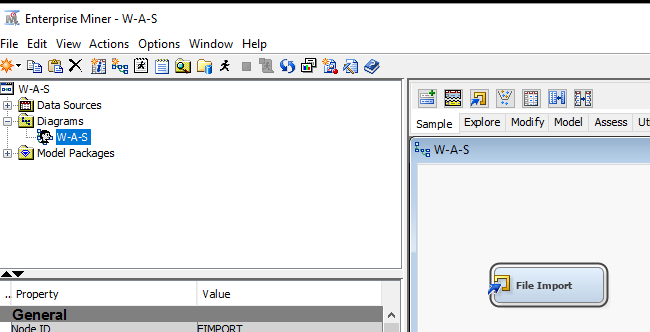 Enterprise Miner - W-A-S
File Edit View Actions Options Window Help
W-A-S
Data Sources
Diagrams
W-A-S
Model Packages
Sample Explore Modify Model Assess
W-A-S
File Import
.. Property Value
General
Node ID FIMPORT